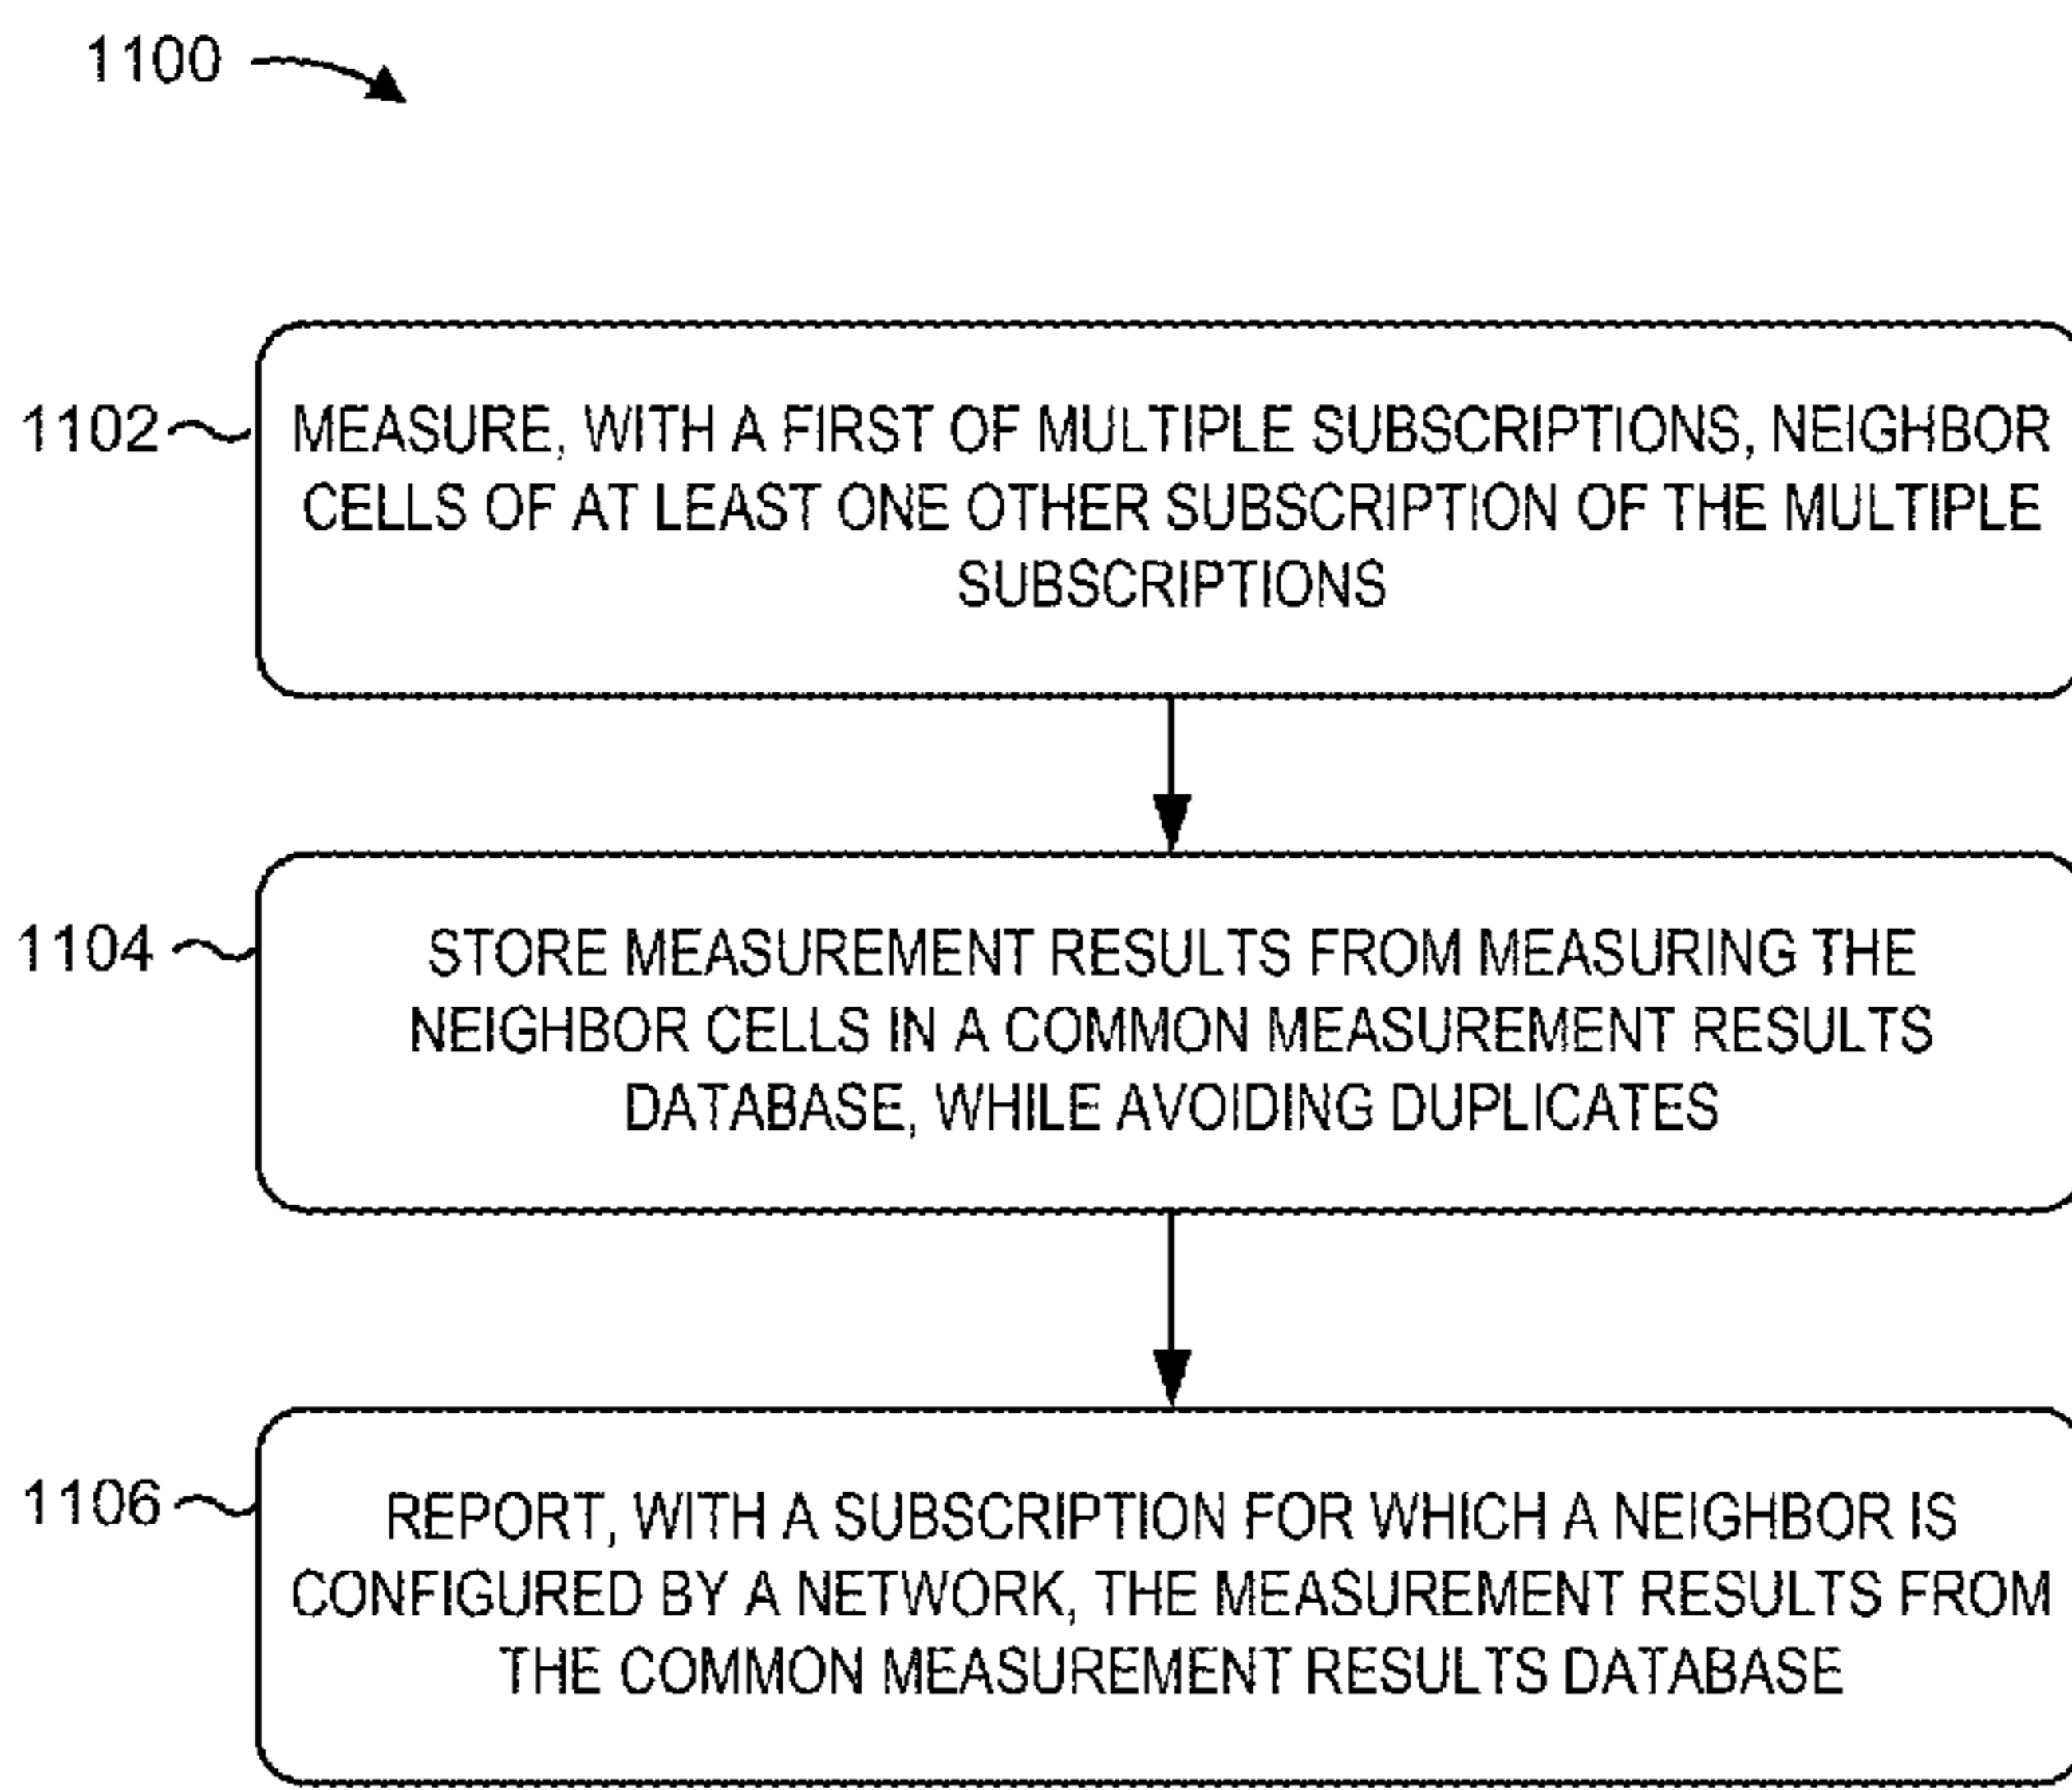 1100
1102
MEASURE, WITH A FIRST OF MULTIPLE SUBSCRIPTIONS, NEIGHBOR
CELLS OF AT LEAST ONE OTHER SUBSCRIPTION OF THE MULTIPLE
SUBSCRIPTIONS
1104
STORE MEASUREMENT RESULTS FROM MEASURING THE
NEIGHBOR CELLS IN A COMMON MEASUREMENT RESULTS
DATABASE, WHILE AVOIDING DUPLICATES
1106
REPORT, WITH A SUBSCRIPTION FOR WHICH A NEIGHBOR IS
CONFIGURED BY A NETWORK, THE MEASUREMENT RESULTS FROM
THE COMMON MEASUREMENT RESULTS DATABASE